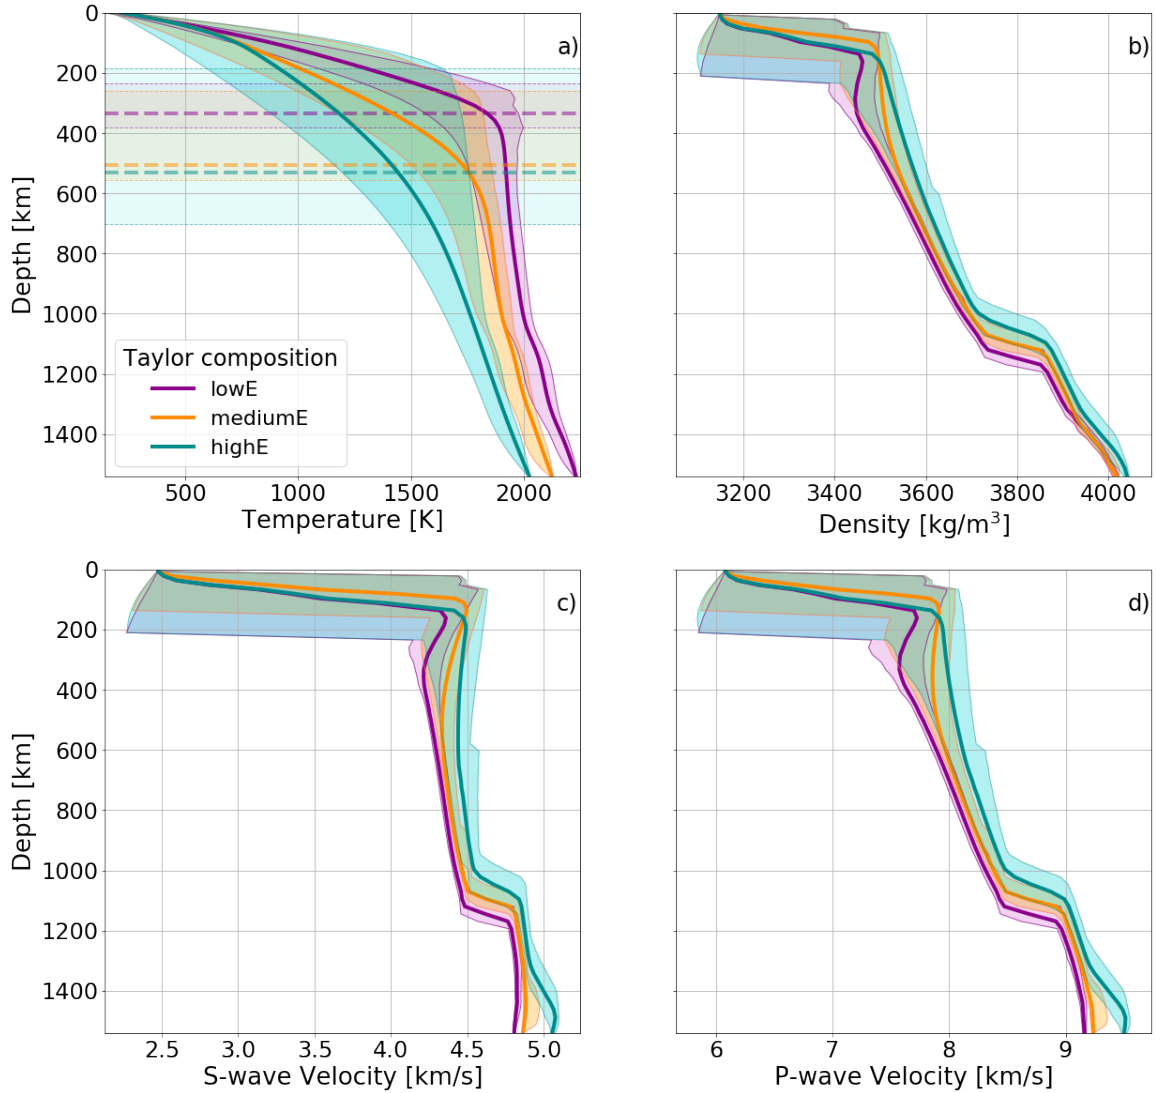 0
200
400
600
800
1000
1200
1400
Depth [km]
a)
Taylor composition
lowE
mediumE
highE
500 1000 1500 2000
Temperature [K]
b)
3200 3400 3600 3800 4000
Density [kg/m³]
0
200
400
600
800
1000
1200
1400
Depth [km]
c)
2.5 3.0 3.5 4.0 4.5 5.0
S-wave Velocity [km/s]
d)
6 7 8 9
P-wave Velocity [km/s]